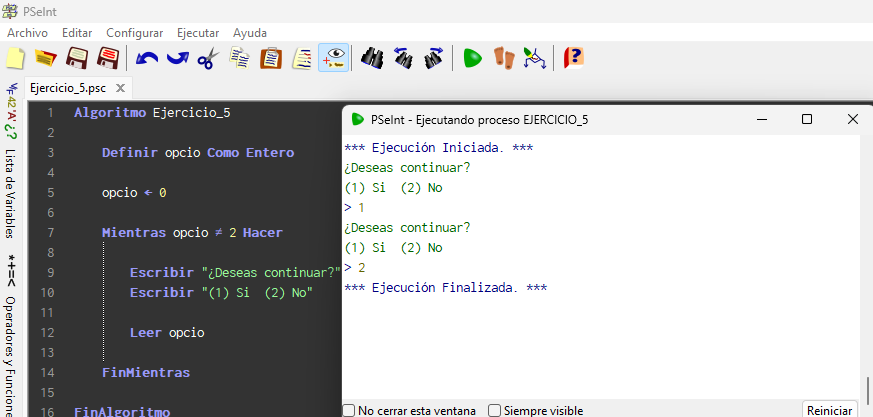 PSeInt
Archivo Editar Configurar Ejecutar Ayuda
Ejercicio_5.psc
Lista de Variables
Operadores y Funcione
1 Algoritmo Ejercicio_5
2
3 Definir opcio Como Entero
4
5 opcio ← 0
6
7 Mientras opcio ≠ 2 Hacer
8
9 Escribir "¿Deseas continuar?"
10 Escribir "(1) Si (2) No"
11
12 Leer opcio
13
14 FinMientras
15
16 FinAlgoritmo
PSeInt - Ejecutando proceso EJERCICIO_5
*** Ejecución Iniciada. ***
¿Deseas continuar?
(1) Si (2) No
> 1
¿Deseas continuar?
(1) Si (2) No
> 2
*** Ejecución Finalizada. ***
No cerrar esta ventana Siempre visible Reiniciar